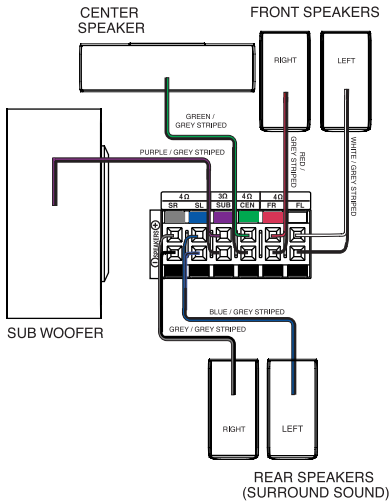 CENTER
SPEAKER
FRONT SPEAKERS
RIGHT
LEFT
GREEN /
GREY STRIPED
PURPLE / GREY STRIPED
RED /
GREY STRIPED
WHITE / GREY STRIPED
4Ω 3Ω 4Ω 4Ω
SR SL SUB CEN FR FL
SPEAKERS
+
−
SUB WOOFER
BLUE / GREY STRIPED
GREY / GREY STRIPED
RIGHT
LEFT
REAR SPEAKERS
(SURROUND SOUND)